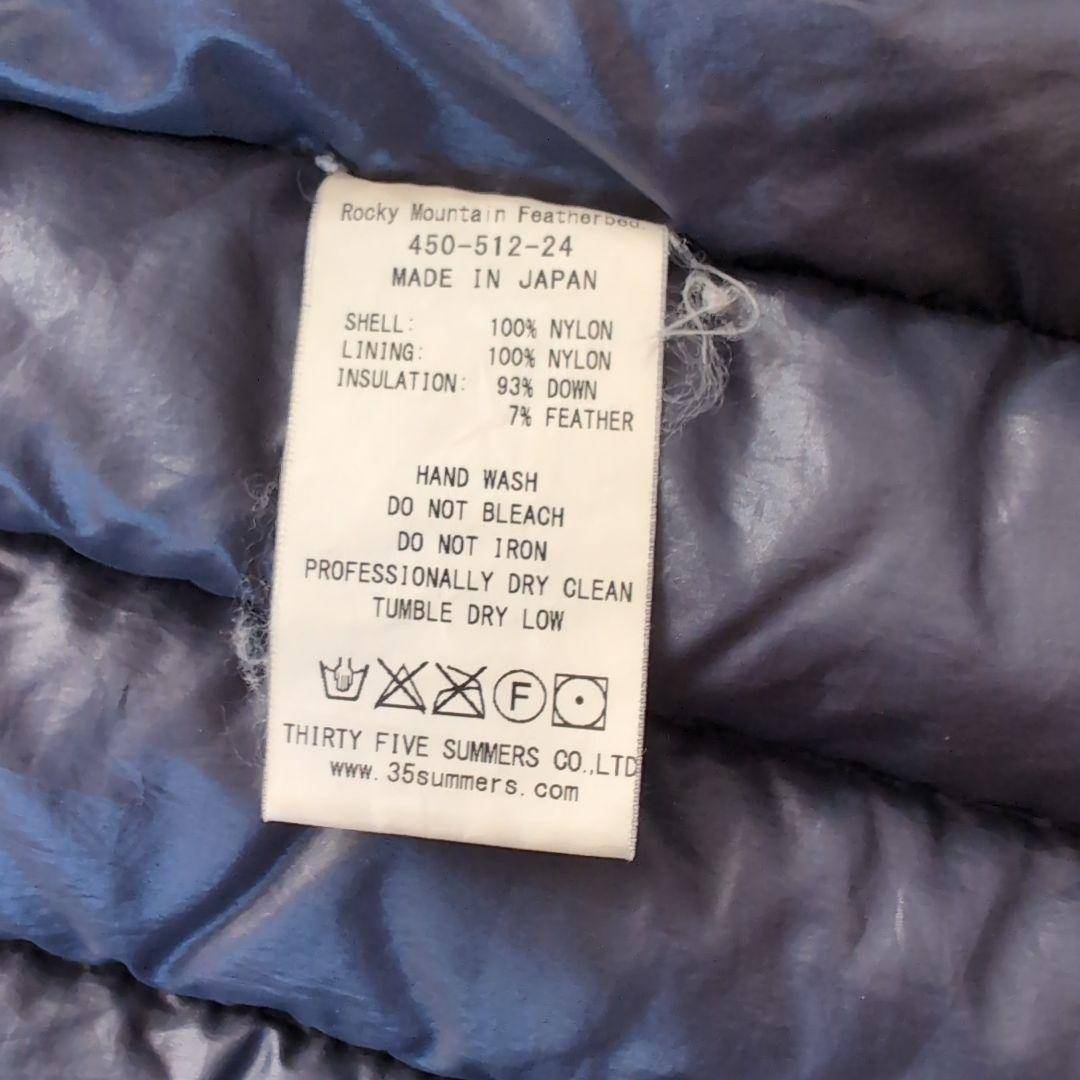 Rocky Mountain Featherbed.
450-512-24
MADE IN JAPAN
SHELL: 100% NYLON
LINING: 100% NYLON
INSULATION: 93% DOWN
7% FEATHER
HAND WASH
DO NOT BLEACH
DO NOT IRON
PROFESSIONALLY DRY CLEAN
TUMBLE DRY LOW
F
THIRTY FIVE SUMMERS CO.,LTD
www.35summers.com